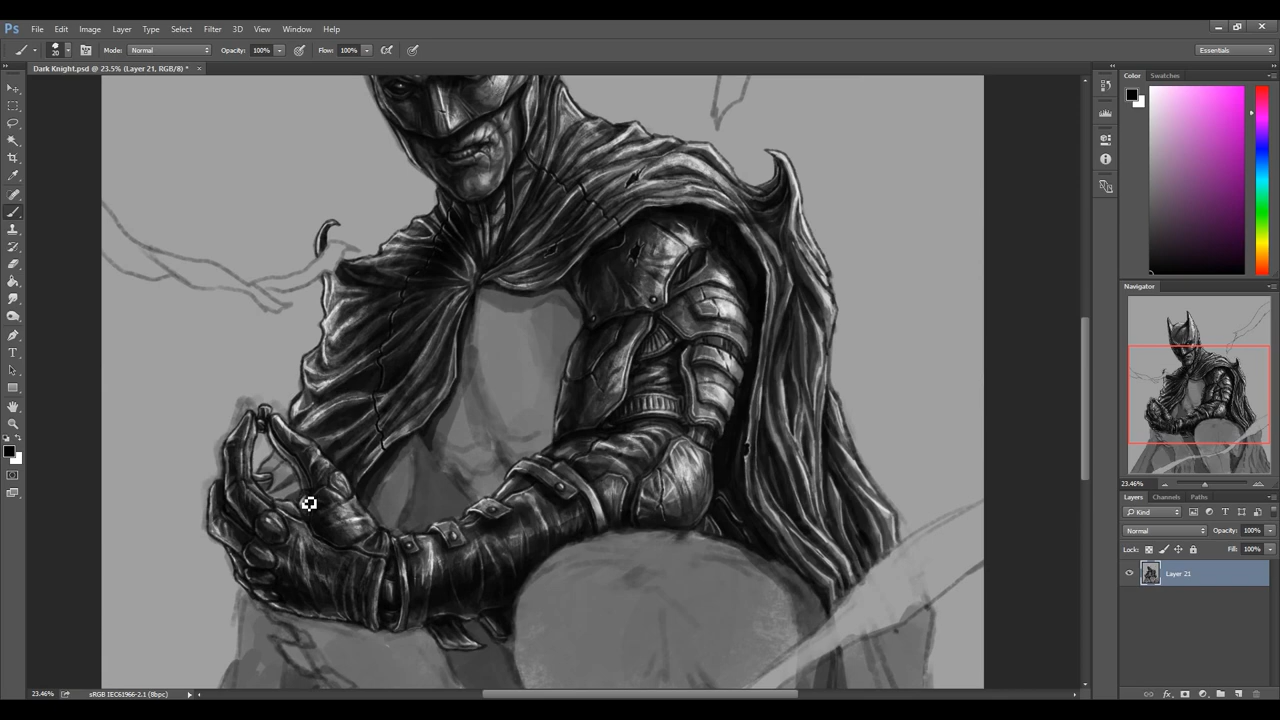 Ps File Edit Image Layer Type Select Filter 3D View Window Help
20 Mode: Normal Opacity: 100% Flow: 100% Essentials
Dark Knight.psd @ 23.5% (Layer 21, RGB/8) *
Color Swatches
Navigator
23.46%
Layers Channels Paths
Kind
Normal Opacity: 100%
Lock: Fill: 100%
Layer 21
fx
23.46% sRGB IEC61966-2.1 (8bpc)